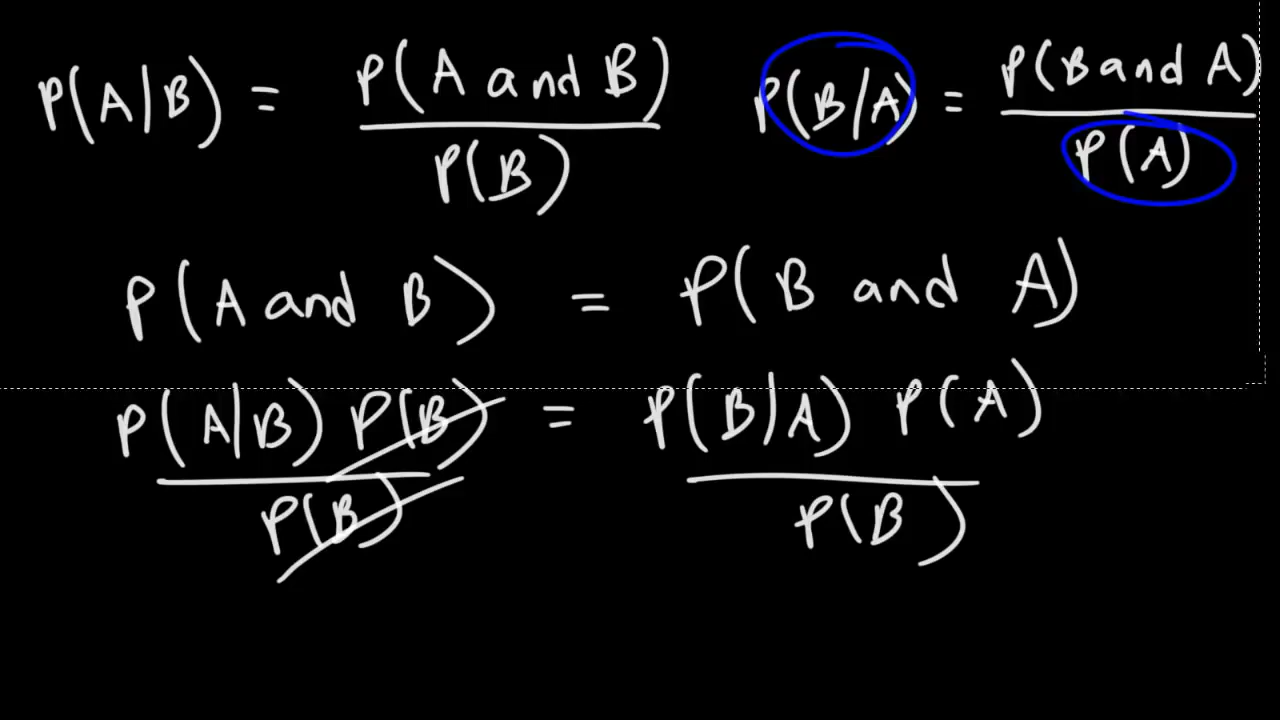 P(A|B) = P(A and B) P(B|A) = P(B and A)
P(B) P(A)
P(A and B) = P(B and A)
P(A|B) P(B) = P(B|A) P(A)
P(B) P(B)